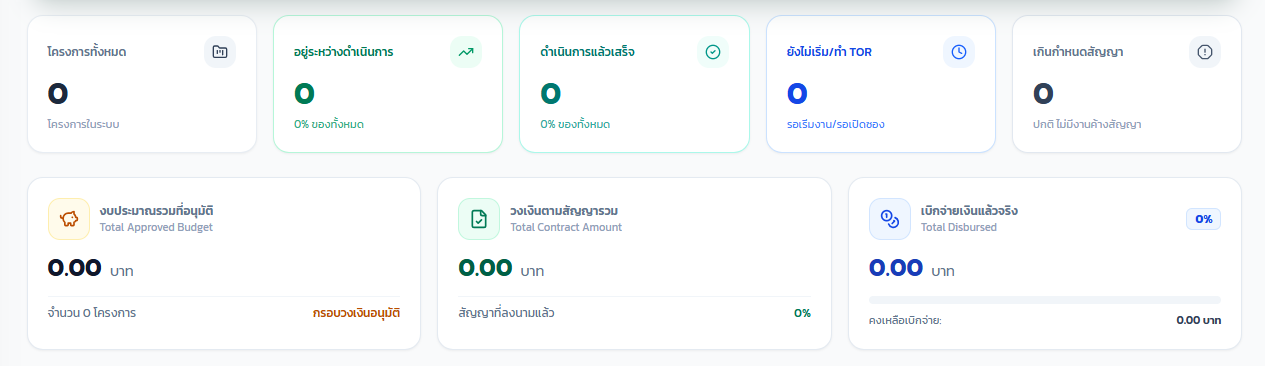 โครงการทั้งหมด
0
โครงการในระบบ
อยู่ระหว่างดำเนินการ
0
0% ของทั้งหมด
ดำเนินการแล้วเสร็จ
0
0% ของทั้งหมด
ยังไม่เริ่ม/ทำ TOR
0
รอเริ่มงาน/รอเปิดซอง
เกินกำหนดสัญญา
0
ปกติ ไม่มีงานค้างสัญญา
งบประมาณรวมที่อนุมัติ
Total Approved Budget
0.00 บาท
จำนวน 0 โครงการ กรอบวงเงินอนุมัติ
วงเงินตามสัญญารวม
Total Contract Amount
0.00 บาท
สัญญาที่ลงนามแล้ว 0%
เบิกจ่ายเงินแล้วจริง
Total Disbursed
0%
0.00 บาท
คงเหลือเบิกจ่าย: 0.00 บาท